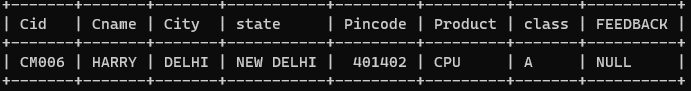 | Cid | Cname | City | state | Pincode | Product | class | FEEDBACK |
| CM006 | HARRY | DELHI | NEW DELHI | 401402 | CPU | A | NULL |